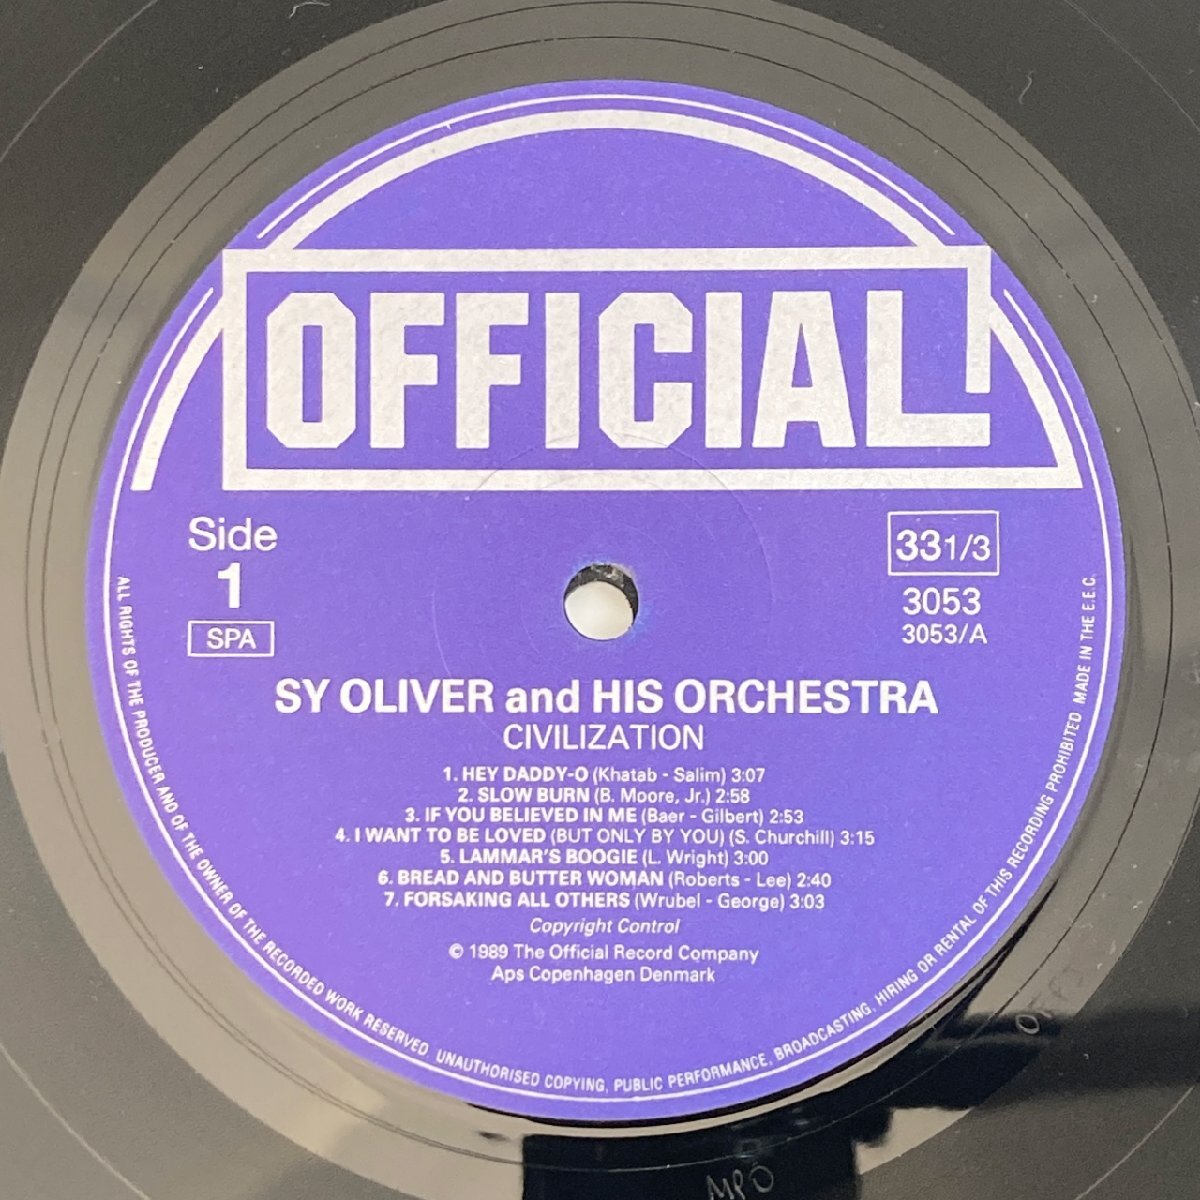 OFFICIAL
Side
1
SPA
33 1/3
3053
3053/A
SY OLIVER and HIS ORCHESTRA
CIVILIZATION
1. HEY DADDY-O (Khatab - Salim) 3:07
2. SLOW BURN (B. Moore, Jr.) 2:58
3. IF YOU BELIEVED IN ME (Baer - Gilbert) 2:53
4. I WANT TO BE LOVED (BUT ONLY BY YOU) (S. Churchill) 3:15
5. LAMMAR'S BOOGIE (L. Wright) 3:00
6. BREAD AND BUTTER WOMAN (Roberts - Lee) 2:40
7. FORSAKING ALL OTHERS (Wrubel - George) 3:03
Copyright Control
© 1989 The Official Record Company
Aps Copenhagen Denmark
ALL RIGHTS OF THE PRODUCER AND OF THE OWNER OF THE RECORDED WORK RESERVED UNAUTHORISED COPYING, PUBLIC PERFORMANCE, BROADCASTING, HIRING OR RENTAL OF THIS RECORDING PROHIBITED MADE IN THE E.E.C.
MPO